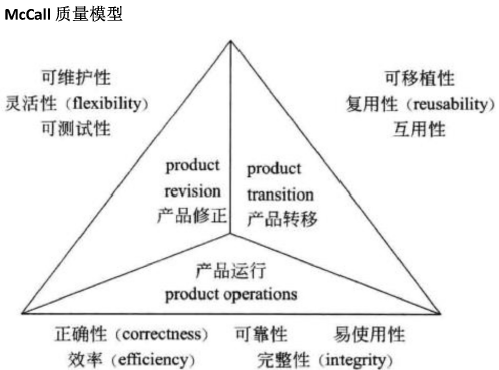 McCall 质量模型
可维护性
灵活性（flexibility）
可测试性
可移植性
复用性（reusability）
互用性
product
revision
产品修正
product
transition
产品转移
产品运行
product operations
正确性（correctness） 可靠性 易使用性
效率（efficiency） 完整性（integrity）